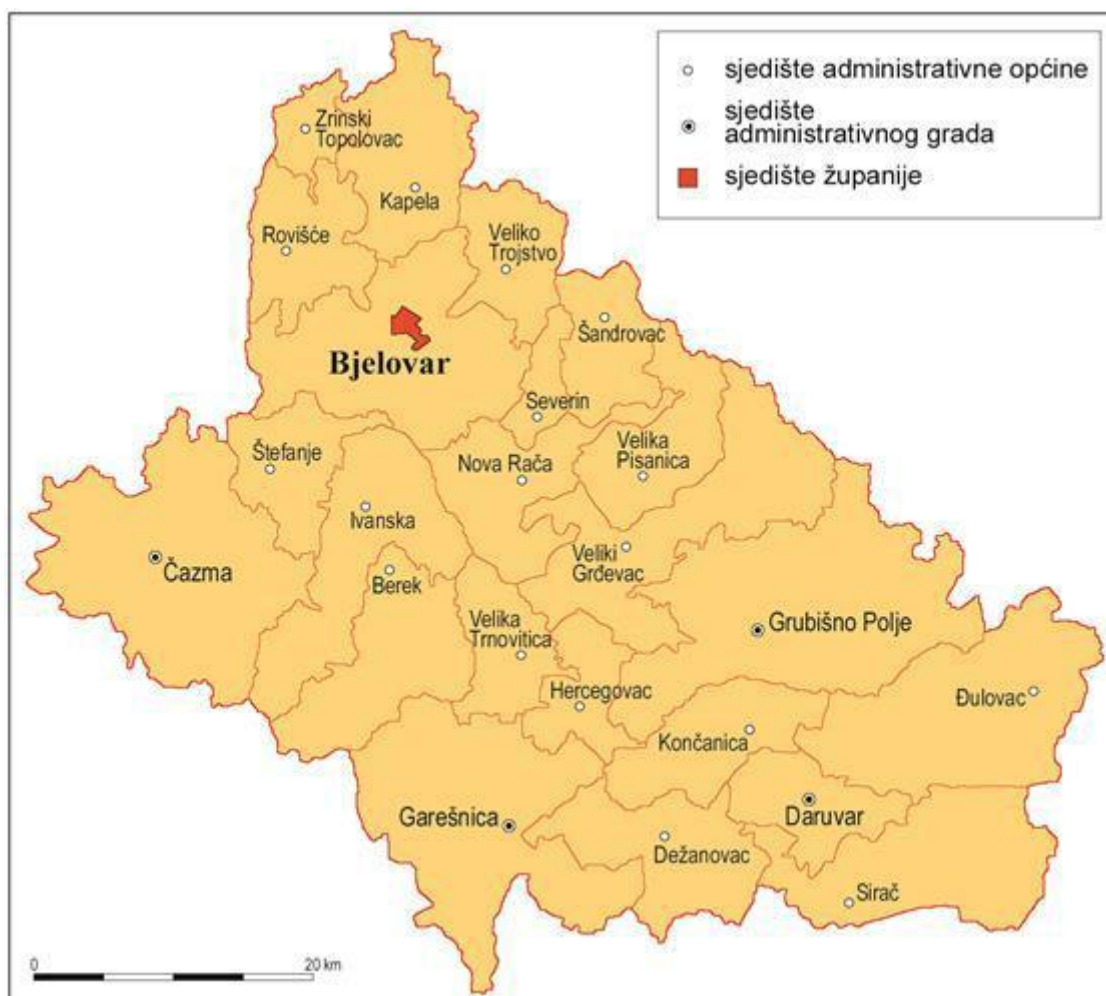 sjedište administrativne općine
sjedište
administrativnog grada
sjedište županije
Zrinski
Topolovac
Kapela
Rovišće
Veliko
Trojstvo
Šandrovac
Bjelovar
Severin
Štefanje
Nova Rača
Velika
Pisanica
Ivanska
Čazma
Berek
Veliki
Grđevac
Velika
Trnovitica
Grubišno Polje
Hercegovac
Đulovac
Končanica
Garešnica
Daruvar
Dežanovac
Sirač
0 20 km